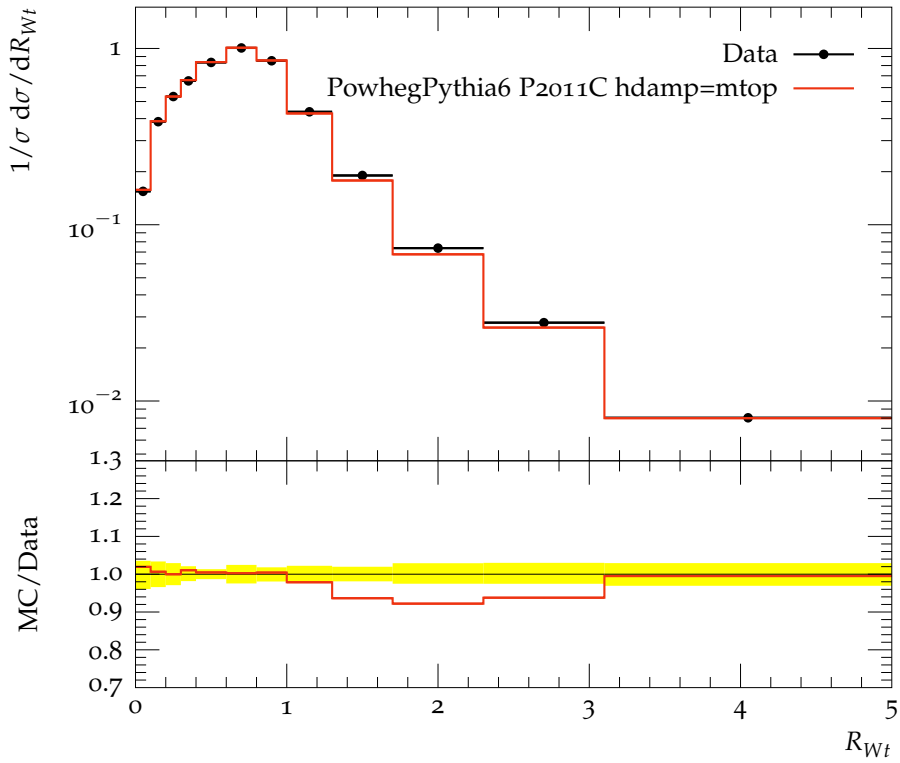 1/σ dσ/dR_Wt
Data
PowhegPythia6 P2011C hdamp=mtop
1
10⁻¹
10⁻²
MC/Data
1.3
1.2
1.1
1.0
0.9
0.8
0.7
0 1 2 3 4 5
R_Wt